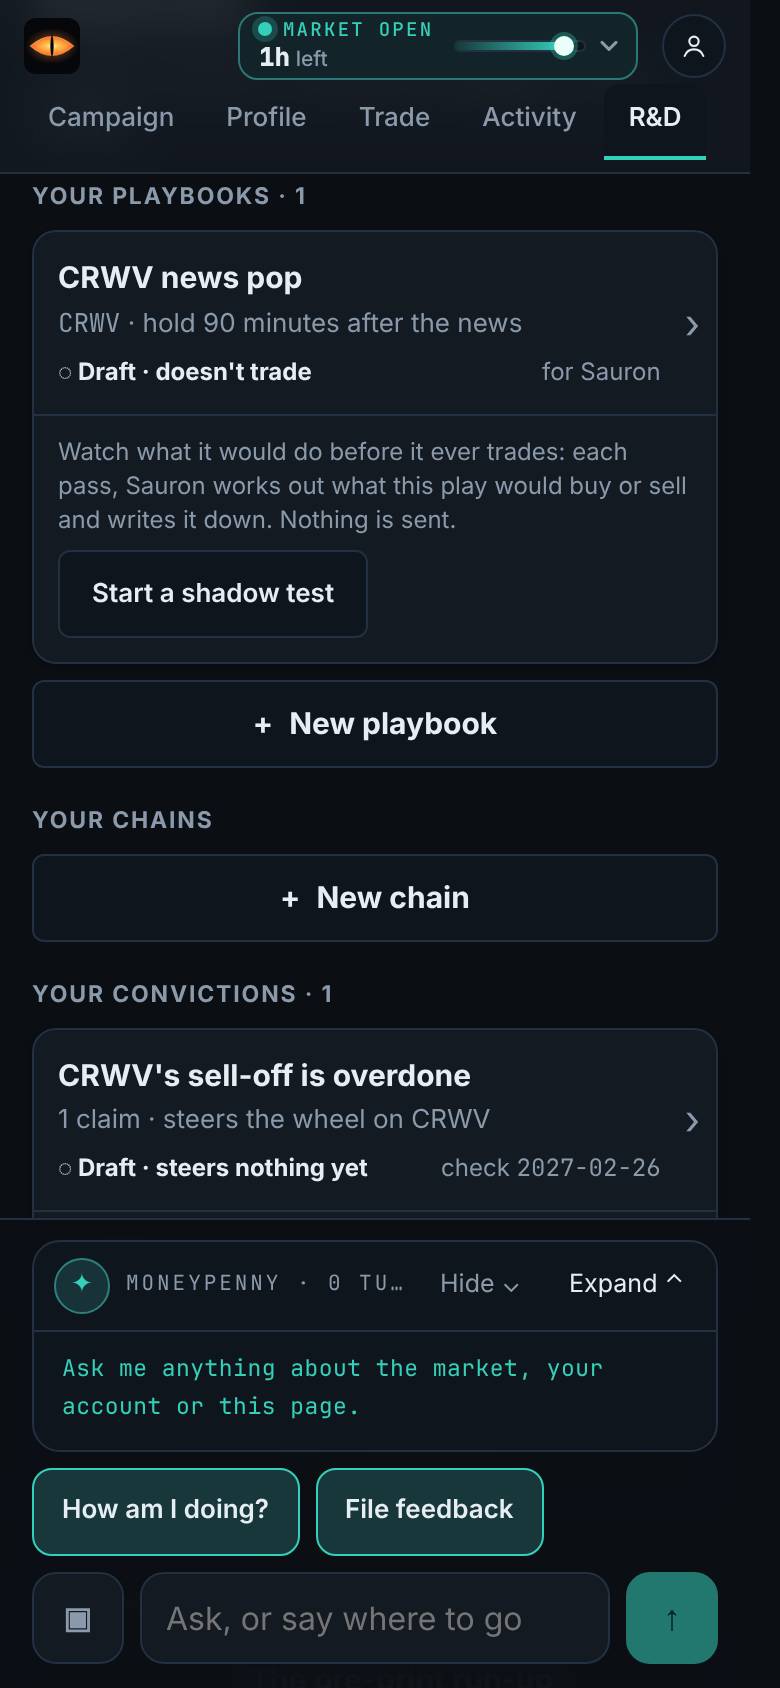 MARKET OPEN
1h left
Campaign Profile Trade Activity R&D
YOUR PLAYBOOKS · 1
CRWV news pop
CRWV · hold 90 minutes after the news
Draft · doesn't trade for Sauron
Watch what it would do before it ever trades: each
pass, Sauron works out what this play would buy or sell
and writes it down. Nothing is sent.
Start a shadow test
+ New playbook
YOUR CHAINS
+ New chain
YOUR CONVICTIONS · 1
CRWV's sell-off is overdone
1 claim · steers the wheel on CRWV
Draft · steers nothing yet check 2027-02-26
MONEYPENNY · 0 TU… Hide Expand
Ask me anything about the market, your
account or this page.
How am I doing? File feedback
Ask, or say where to go ↑
The pre-print run-up